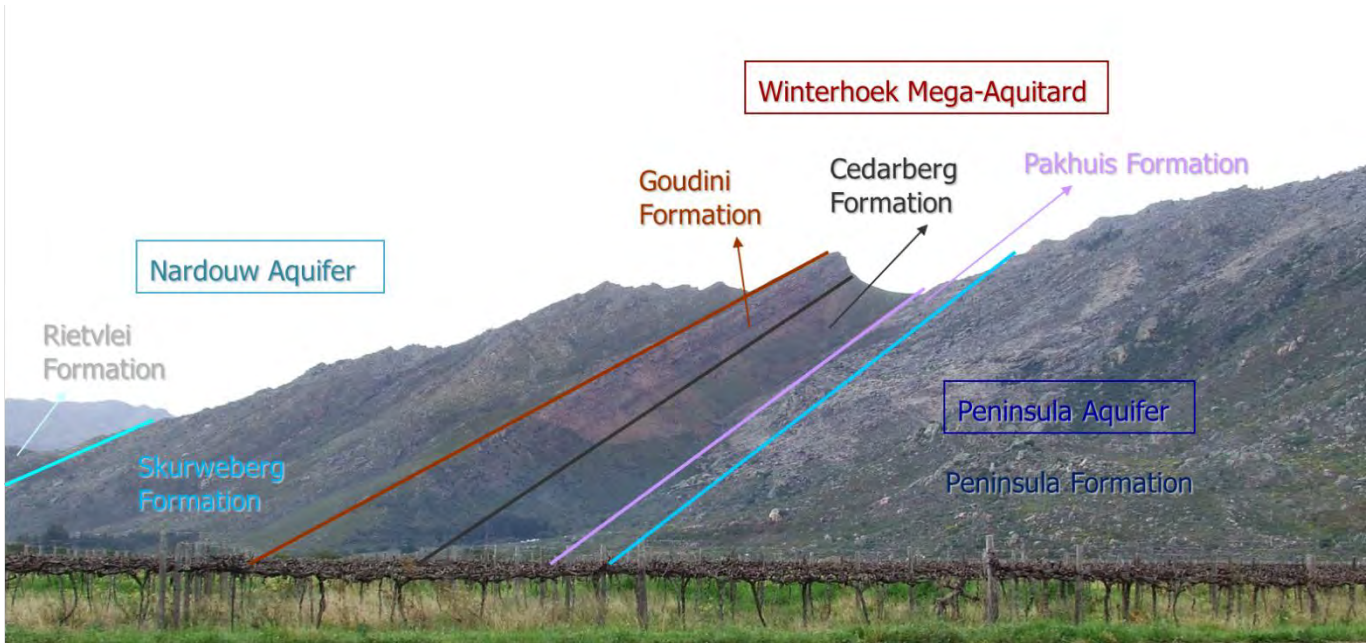 Winterhoek Mega-Aquitard
Goudini
Formation
Cedarberg
Formation
Pakhuis Formation
Nardouw Aquifer
Rietvlei
Formation
Peninsula Aquifer
Skurweberg
Formation
Peninsula Formation